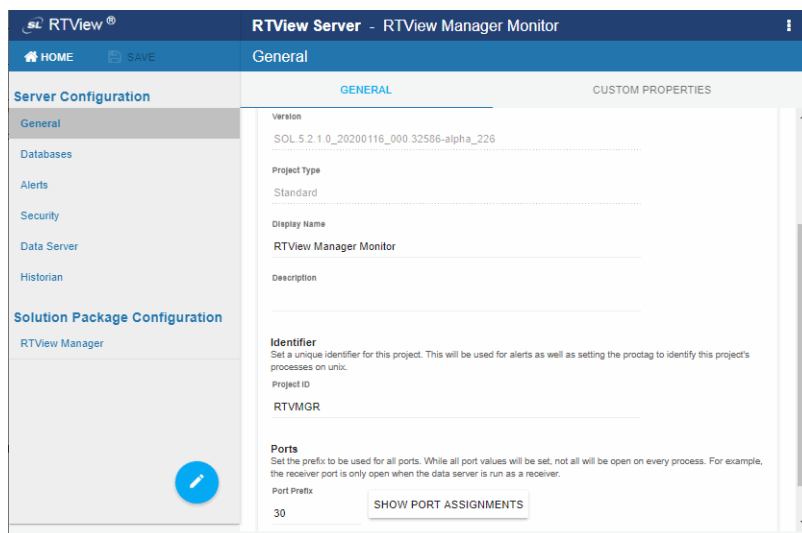 SL RTView ®
RTView Server - RTView Manager Monitor
HOME
SAVE
General
Server Configuration
General
Databases
Alerts
Security
Data Server
Historian
Solution Package Configuration
RTView Manager
GENERAL
CUSTOM PROPERTIES
Version
SOL.5.2.1.0_20200116_000.32586-alpha_226
Project Type
Standard
Display Name
RTView Manager Monitor
Description
Identifier
Set a unique identifier for this project. This will be used for alerts as well as setting the proctag to identify this project's
processes on unix.
Project ID
RTVMGR
Ports
Set the prefix to be used for all ports. While all port values will be set, not all will be open on every process. For example,
the receiver port is only open when the data server is run as a receiver.
Port Prefix
30
SHOW PORT ASSIGNMENTS